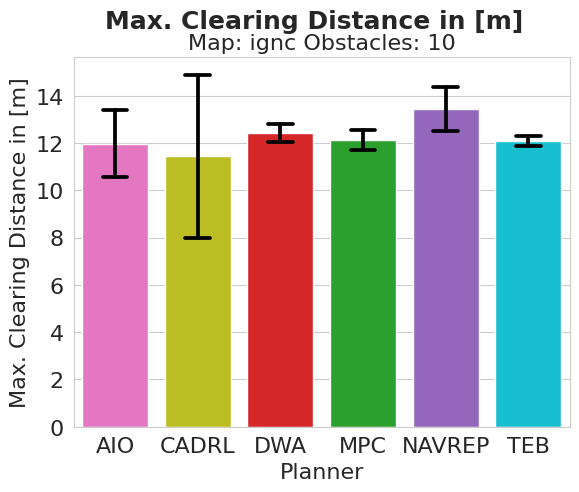 Max. Clearing Distance in [m]
Map: ignc Obstacles: 10
Max. Clearing Distance in [m]
14
12
10
8
6
4
2
0
AIO CADRL DWA MPC NAVREP TEB
Planner